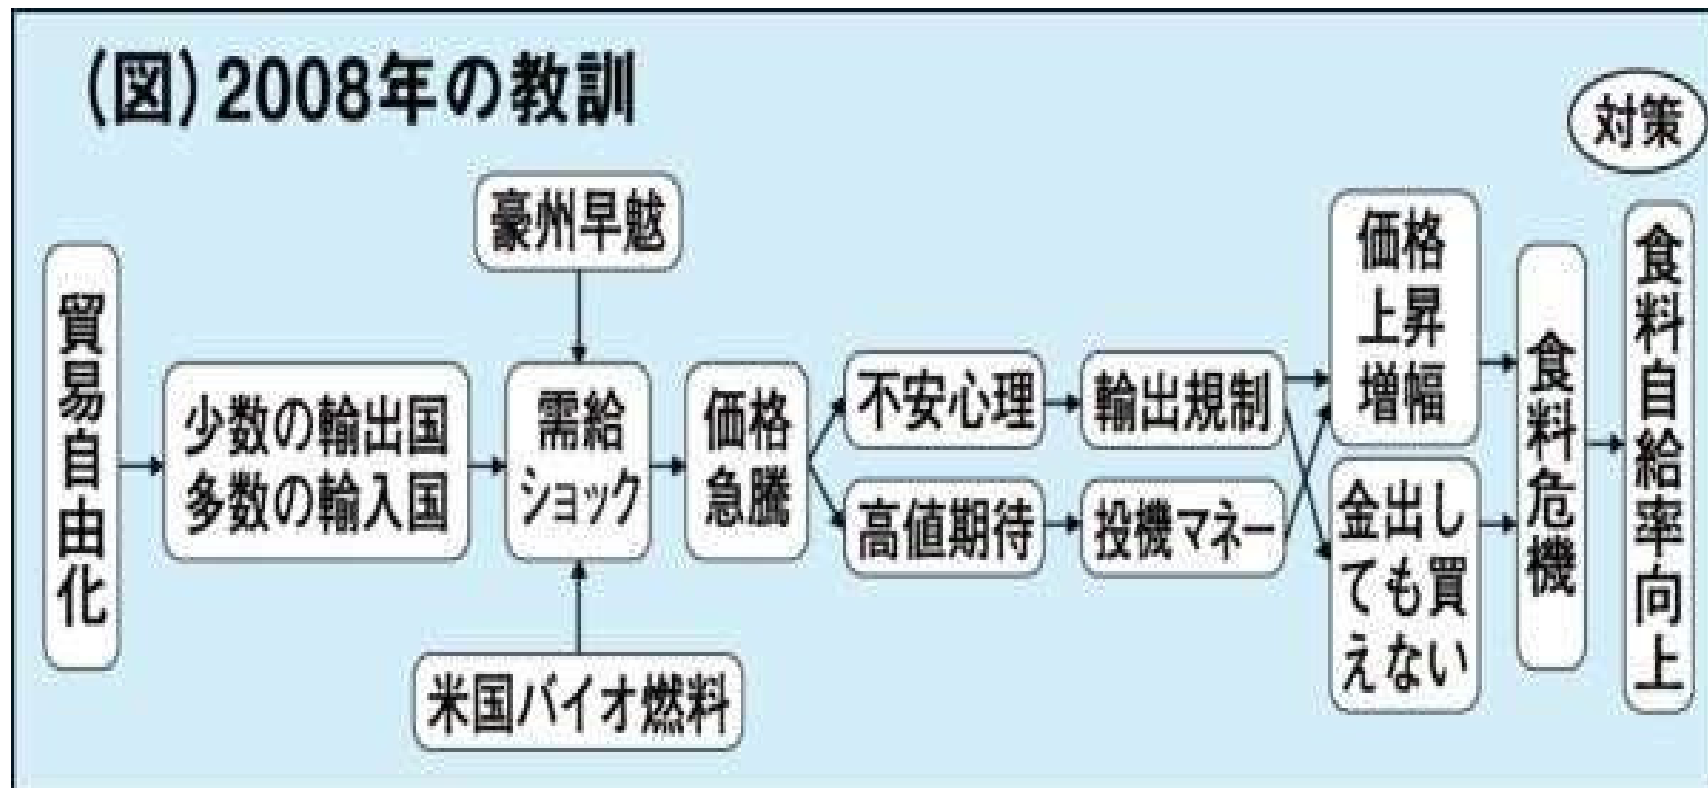 (図)2008年の教訓
対策
豪州早魃
貿易自由化
少数の輸出国
多数の輸入国
需給
ショック
価格
急騰
不安心理
輸出規制
高値期待
投機マネー
価格
上昇
増幅
金出し
ても買
えない
食料危機
食料自給率向上
米国バイオ燃料